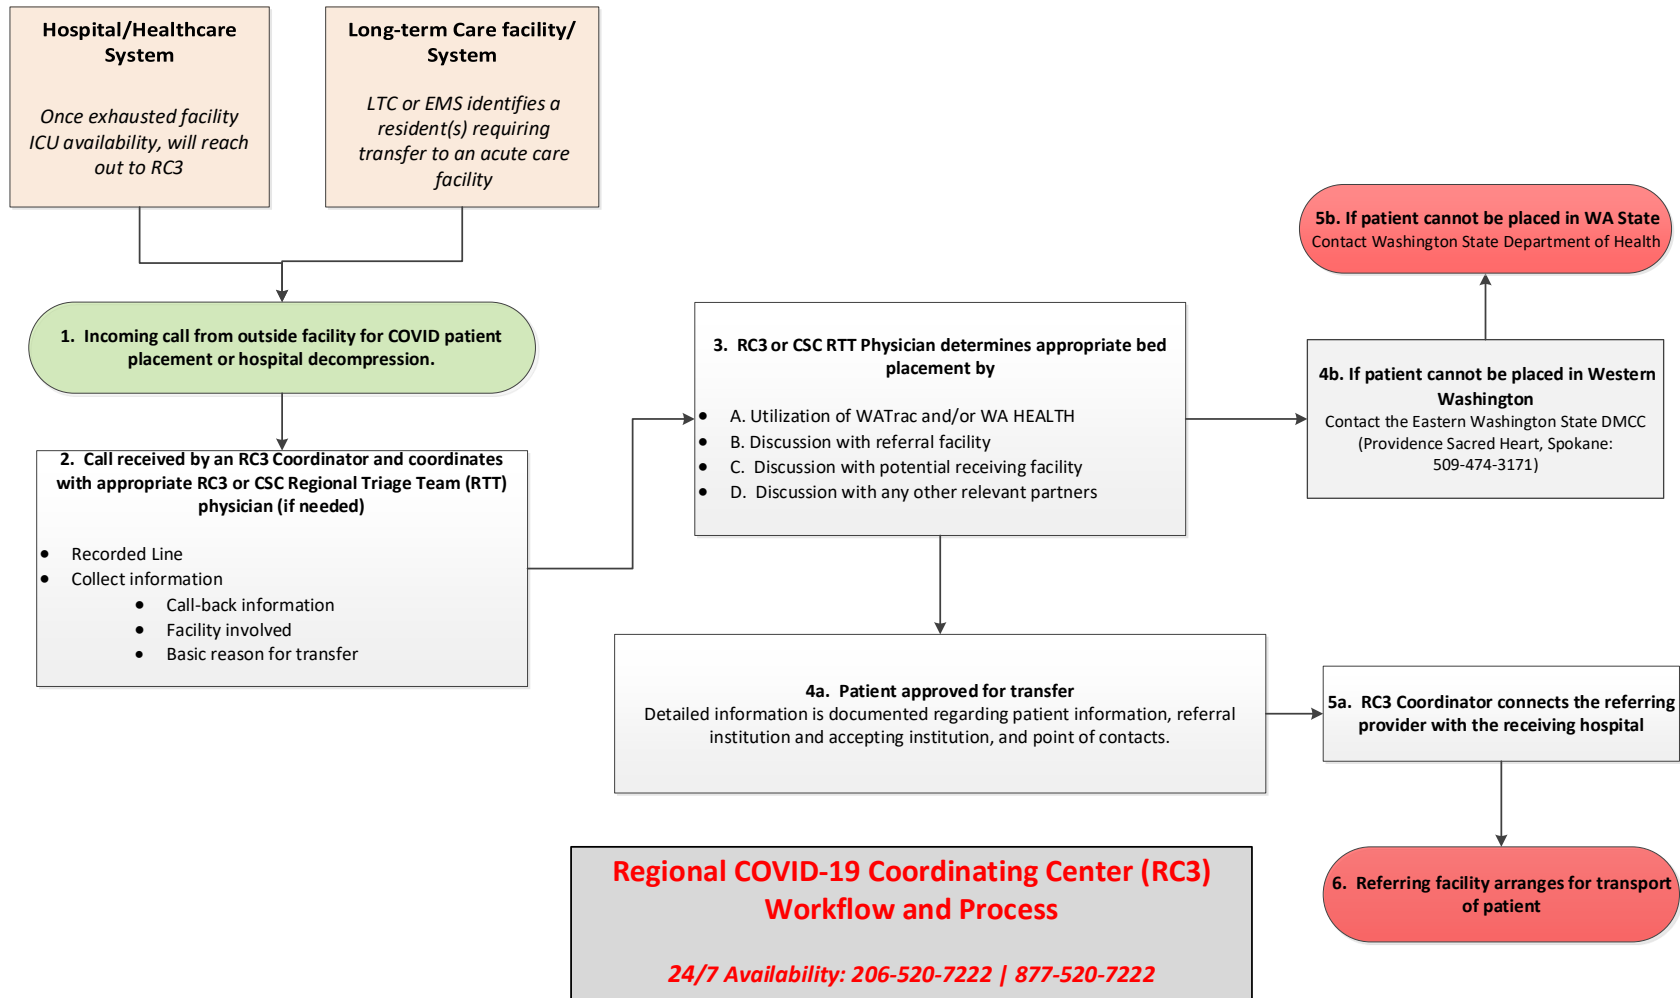 Hospital/Healthcare
System
Once exhausted facility
ICU availability, will reach
out to RC3
Long-term Care facility/
System
LTC or EMS identifies a
resident(s) requiring
transfer to an acute care
facility
1. Incoming call from outside facility for COVID patient
placement or hospital decompression.
2. Call received by an RC3 Coordinator and coordinates
with appropriate RC3 or CSC Regional Triage Team (RTT)
physician (if needed)
• Recorded Line
• Collect information
• Call-back information
• Facility involved
• Basic reason for transfer
3. RC3 or CSC RTT Physician determines appropriate bed
placement by
• A. Utilization of WATrac and/or WA HEALTH
• B. Discussion with referral facility
• C. Discussion with potential receiving facility
• D. Discussion with any other relevant partners
5b. If patient cannot be placed in WA State
Contact Washington State Department of Health
4b. If patient cannot be placed in Western
Washington
Contact the Eastern Washington State DMCC
(Providence Sacred Heart, Spokane:
509-474-3171)
4a. Patient approved for transfer
Detailed information is documented regarding patient information, referral
institution and accepting institution, and point of contacts.
5a. RC3 Coordinator connects the referring
provider with the receiving hospital
6. Referring facility arranges for transport
of patient
Regional COVID-19 Coordinating Center (RC3)
Workflow and Process
24/7 Availability: 206-520-7222 | 877-520-7222